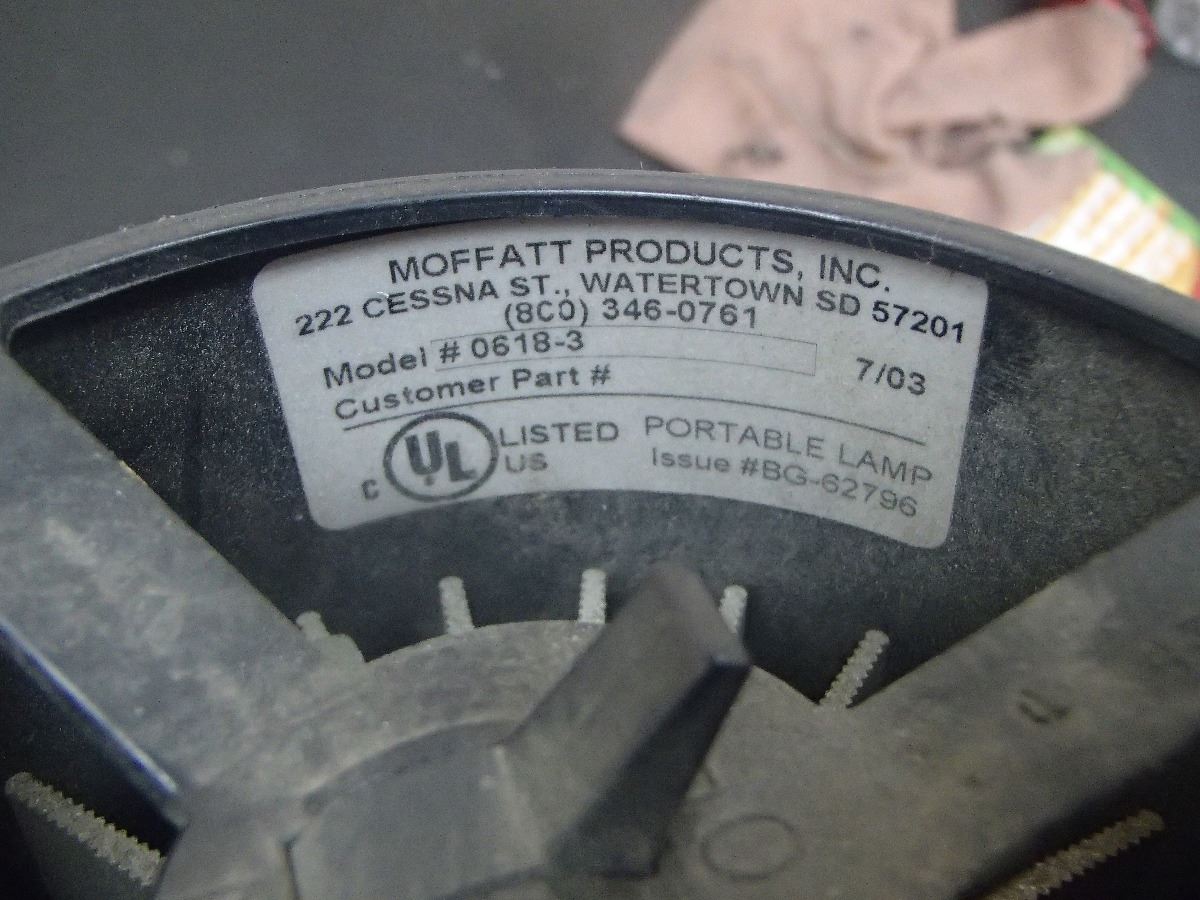 MOFFATT PRODUCTS, INC.
222 CESSNA ST., WATERTOWN SD 57201
(800) 346-0761
Model # 0618-3 7/03
Customer Part #
C UL LISTED US PORTABLE LAMP
Issue #BG-62796